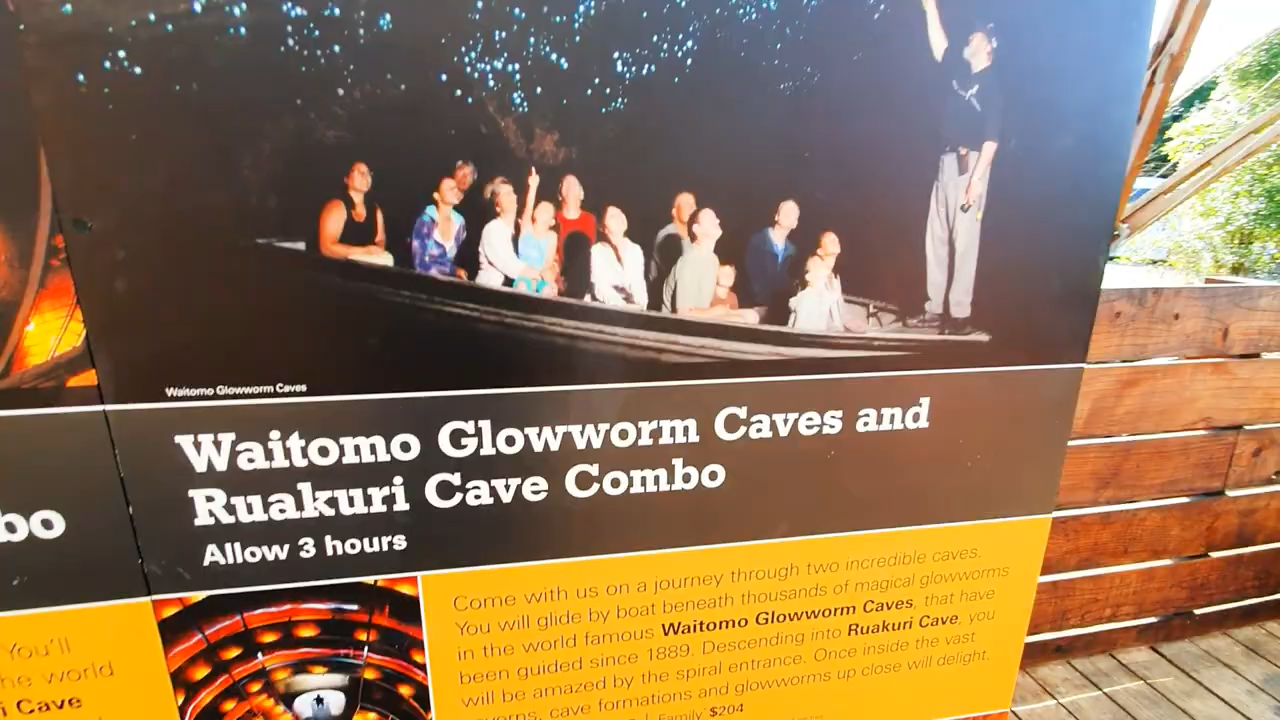 Waitomo Glowworm Caves
Waitomo Glowworm Caves and
Ruakuri Cave Combo
Allow 3 hours
bo
Come with us on a journey through two incredible caves.
You will glide by boat beneath thousands of magical glowworms
in the world famous Waitomo Glowworm Caves, that have
been guided since 1889. Descending into Ruakuri Cave, you
will be amazed by the spiral entrance. Once inside the vast
caverns, cave formations and glowworms up close will delight.
Family $204
You'll
he world
i Cave